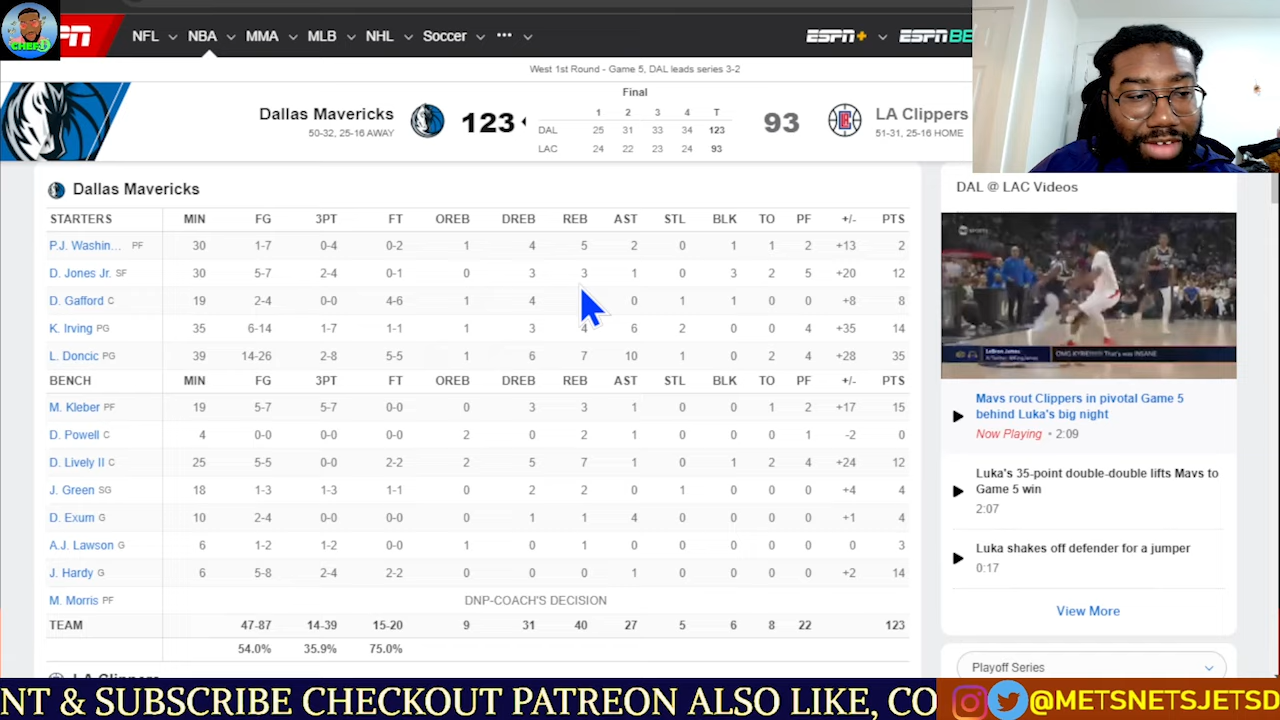 CHEF J
NFL NBA MMA MLB NHL Soccer ••• ESPN+ ESPN BE
West 1st Round - Game 5, DAL leads series 3-2
Final
Dallas Mavericks 123 93 LA Clippers
50-32, 25-16 AWAY 51-31, 25-16 HOME
1 2 3 4 T
DAL 25 31 33 34 123
LAC 24 22 23 24 93
Dallas Mavericks
STARTERS MIN FG 3PT FT OREB DREB REB AST STL BLK TO PF +/- PTS
P.J. Washin... PF 30 1-7 0-4 0-2 1 4 5 2 0 1 1 2 +13 2
D. Jones Jr. SF 30 5-7 2-4 0-1 0 3 3 1 0 3 2 5 +20 12
D. Gafford C 19 2-4 0-0 4-6 1 4 0 1 1 0 0 +8 8
K. Irving PG 35 6-14 1-7 1-1 1 3 4 6 2 0 0 4 +35 14
L. Doncic PG 39 14-26 2-8 5-5 1 6 7 10 1 0 2 4 +28 35
BENCH MIN FG 3PT FT OREB DREB REB AST STL BLK TO PF +/- PTS
M. Kleber PF 19 5-7 5-7 0-0 0 3 3 1 0 0 1 2 +17 15
D. Powell C 4 0-0 0-0 0-0 2 0 2 1 0 0 0 1 -2 0
D. Lively II C 25 5-5 0-0 2-2 2 5 7 1 0 1 2 4 +24 12
J. Green SG 18 1-3 1-3 1-1 0 2 2 0 1 0 0 0 +4 4
D. Exum G 10 2-4 0-0 0-0 0 1 1 4 0 0 0 0 +1 4
A.J. Lawson G 6 1-2 1-2 0-0 1 0 1 0 0 0 0 0 0 3
J. Hardy G 6 5-8 2-4 2-2 0 0 0 1 0 0 0 0 +2 14
M. Morris PF DNP-COACH'S DECISION
TEAM 47-87 14-39 15-20 9 31 40 27 5 6 8 22 123
54.0% 35.9% 75.0%
LA Clippers
DAL @ LAC Videos
LeBron James
OMG KYRIE!!!!!! That's was INSANE
Mavs rout Clippers in pivotal Game 5
behind Luka's big night
Now Playing • 2:09
Luka's 35-point double-double lifts Mavs to
Game 5 win
2:07
Luka shakes off defender for a jumper
0:17
View More
Playoff Series
NT & SUBSCRIBE CHECKOUT PATREON ALSO LIKE, CO
@METSNETSJETSD